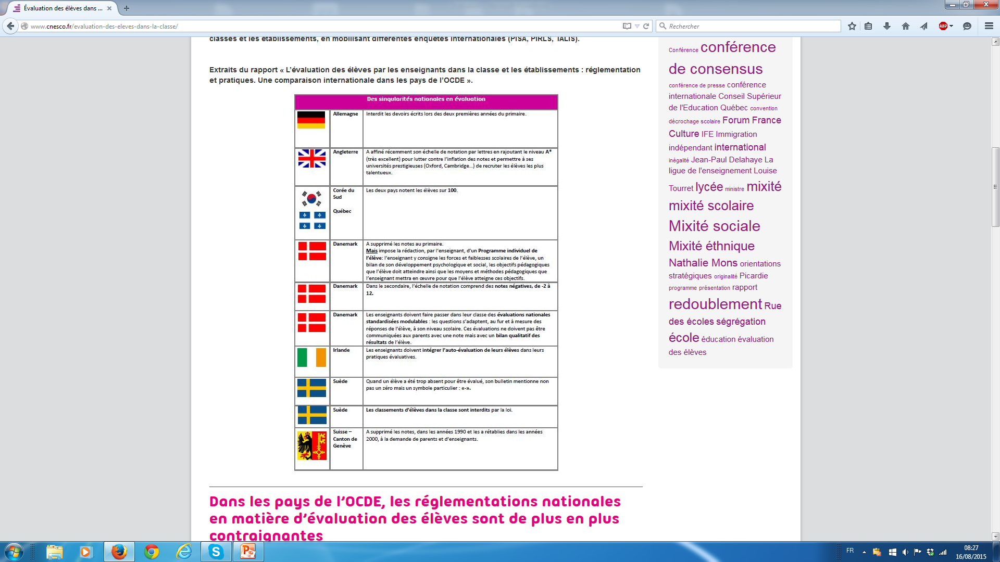 Évaluation des élèves dans ...
www.cnesco.fr/evaluation-des-eleves-dans-la-classe/
Rechercher
ABP
classes et les établissements, en mobilisant différentes enquêtes internationales (PISA, PIRLS, TALIS).
Extraits du rapport « L’évaluation des élèves par les enseignants dans la classe et les établissements : réglementation
et pratiques. Une comparaison internationale dans les pays de l’OCDE ».
Des singularités nationales en évaluation
Allemagne
Interdit les devoirs écrits lors des deux premières années du primaire.
Angleterre
A affiné récemment son échelle de notation par lettres en rajoutant le niveau A*
(très excellent) pour lutter contre l’inflation des notes et permettre à ses
universités prestigieuses (Oxford, Cambridge…) de recruter les élèves les plus
talentueux.
Corée du
Sud
Québec
Les deux pays notent les élèves sur 100.
Danemark
A supprimé les notes au primaire.
Mais impose la rédaction, par l’enseignant, d’un Programme individuel de
l’élève: l’enseignant y consigne les forces et faiblesses scolaires de l’élève, un
bilan de son développement psychologique et social, les objectifs pédagogiques
que l’élève doit atteindre ainsi que les moyens et méthodes pédagogiques que
l’enseignant mettra en œuvre pour que l’élève atteigne ces objectifs.
Danemark
Dans le secondaire, l’échelle de notation comprend des notes négatives, de -2 à
12.
Danemark
Les enseignants doivent faire passer dans leur classe des évaluations nationales
standardisées modulables : les questions s’adaptent, au fur et à mesure des
réponses de l’élève, à son niveau scolaire. Ces évaluations ne doivent pas être
communiquées aux parents avec une note mais avec un bilan qualitatif des
résultats de l’élève.
Irlande
Les enseignants doivent intégrer l’auto-évaluation de leurs élèves dans leurs
pratiques évaluatives.
Suède
Quand un élève a été trop absent pour être évalué, son bulletin mentionne non
pas un zéro mais un symbole particulier : «-».
Suède
Les classements d’élèves dans la classe sont interdits par la loi.
Suisse –
Canton de
Genève
A supprimé les notes, dans les années 1990 et les a rétablies dans les années
2000, à la demande de parents et d’enseignants.
Dans les pays de l’OCDE, les réglementations nationales
en matière d’évaluation des élèves sont de plus en plus
contraignantes
Conférence conférence
de consensus
conférence de presse conférence
internationale Conseil Supérieur
de l'Education Québec convention
décrochage scolaire Forum France
Culture IFE Immigration
indépendant international
inégalité Jean-Paul Delahaye La
ligue de l'enseignement Louise
Tourret lycée ministre mixité
mixité scolaire
Mixité sociale
Mixité éthnique
Nathalie Mons orientations
stratégiques originalité Picardie
programme présentation rapport
redoublement Rue
des écoles ségrégation
école éducation évaluation
des élèves
FR
08:27
16/08/2015